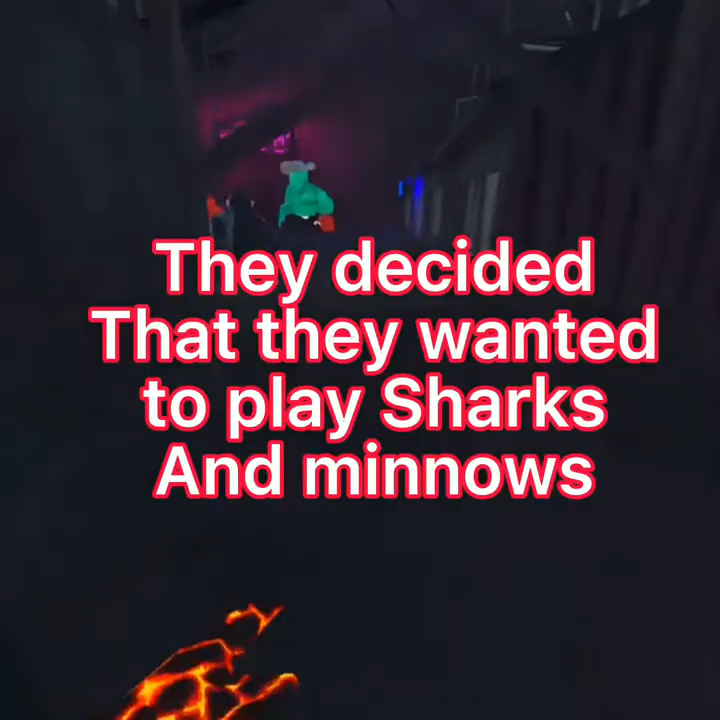 They decided
That they wanted
to play Sharks
And minnows